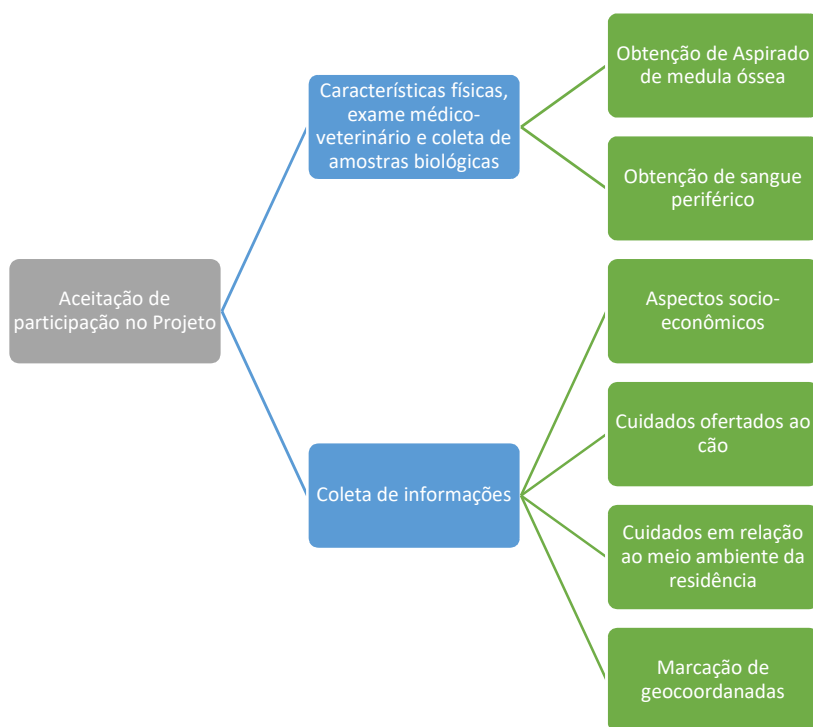 Aceitação de
participação no Projeto
Características físicas,
exame médico-
veterinário e coleta de
amostras biológicas
Obtenção de Aspirado
de medula óssea
Obtenção de sangue
periférico
Coleta de informações
Aspectos socio-
econômicos
Cuidados ofertados ao
cão
Cuidados em relação
ao meio ambiente da
residência
Marcação de
geocoordanadas